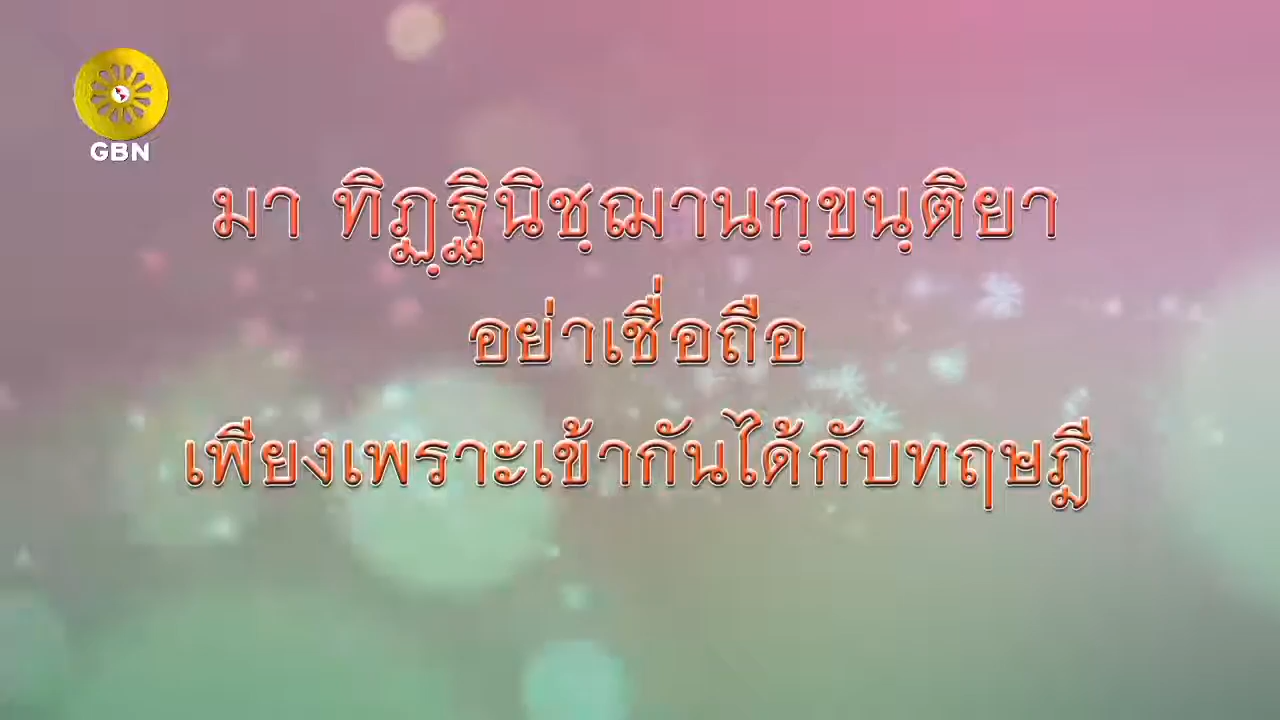 GBN
มา ทิฏฺฐินิชฺฌานกฺขนฺติยา
อย่าเชื่อถือ
เพียงเพราะเข้ากันได้กับทฤษฎี